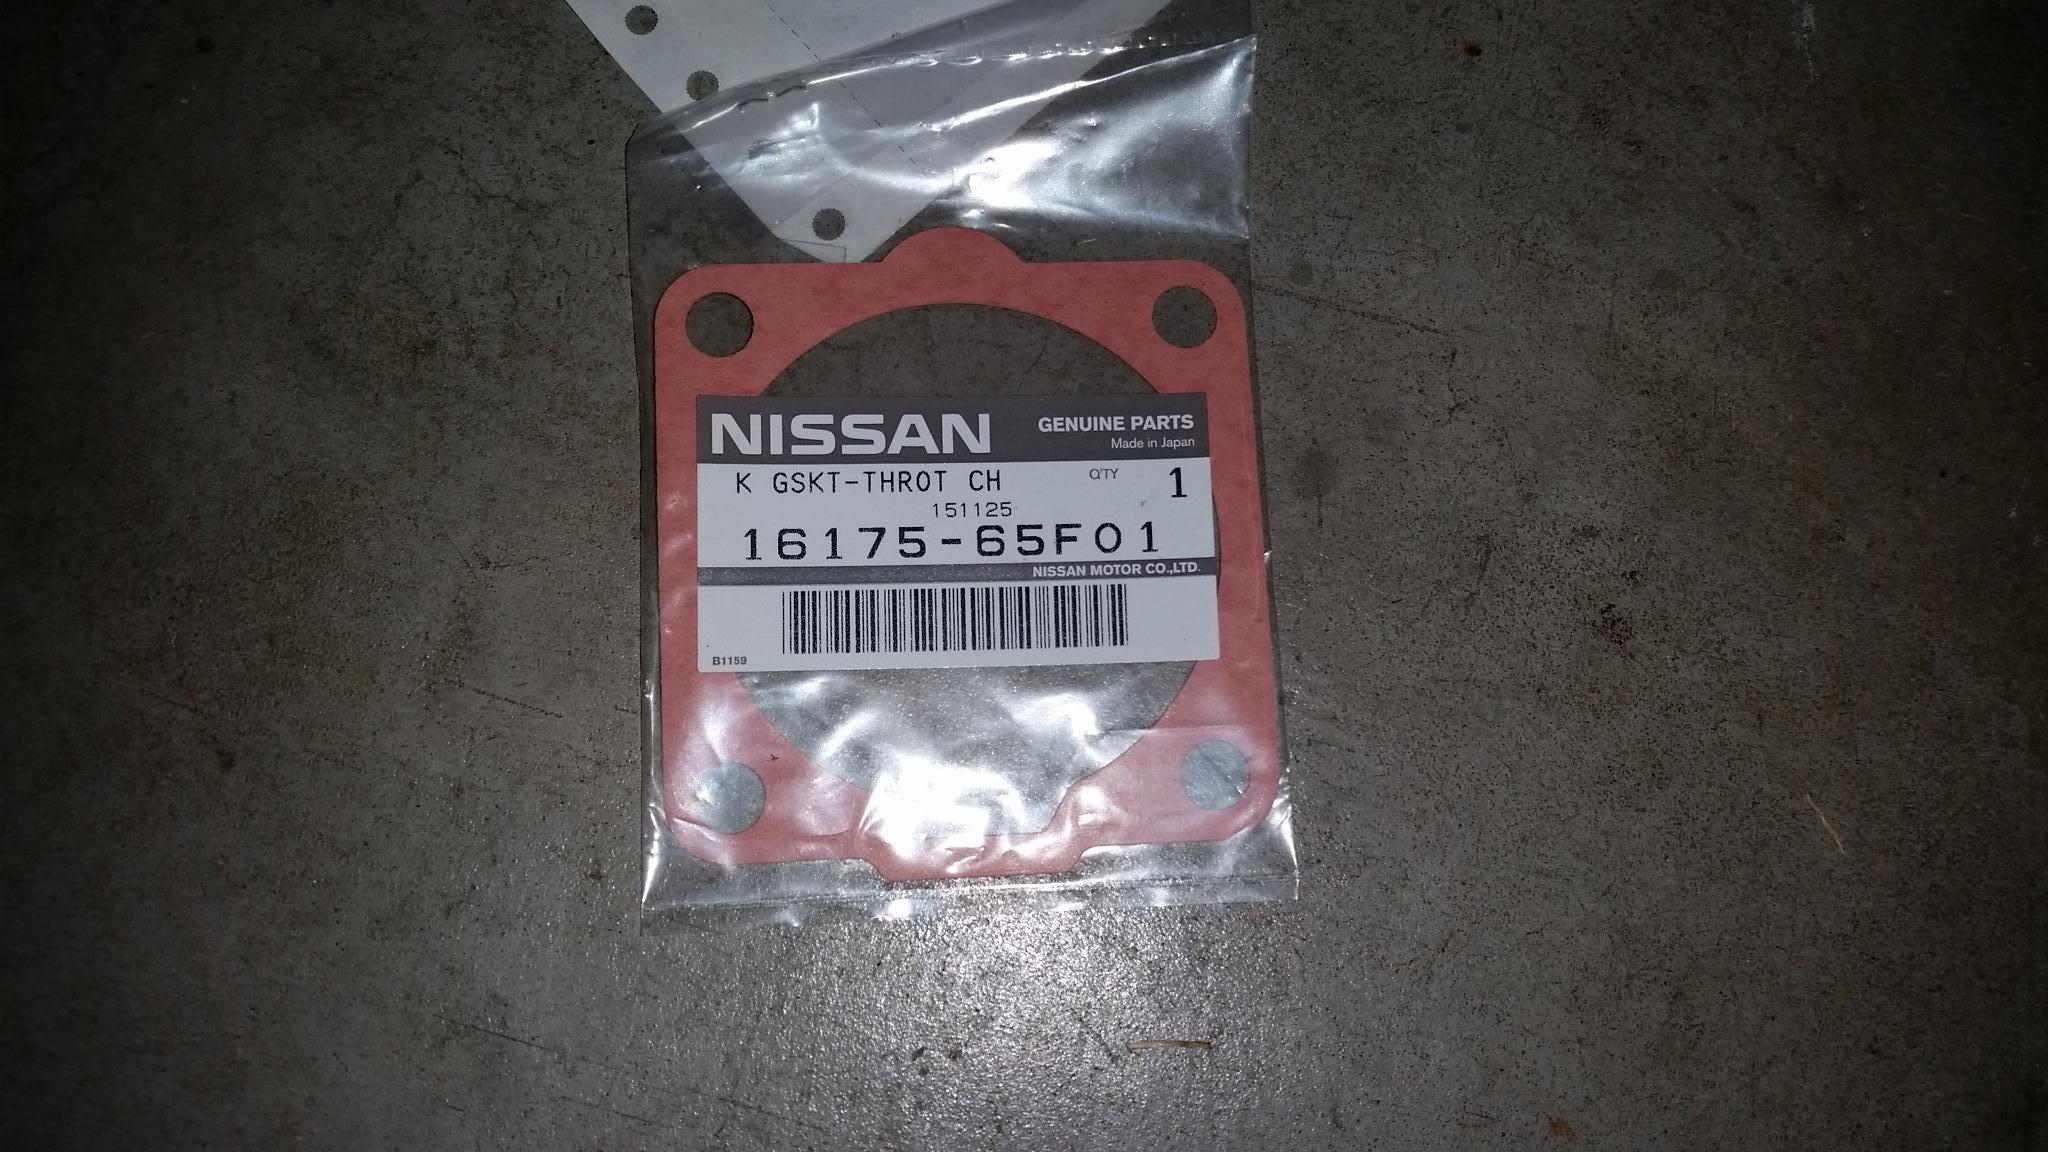 NISSAN GENUINE PARTS
Made in Japan
K GSKT-THROT CH Q'TY 1
151125
16175-65F01
NISSAN MOTOR CO.,LTD.
B1159